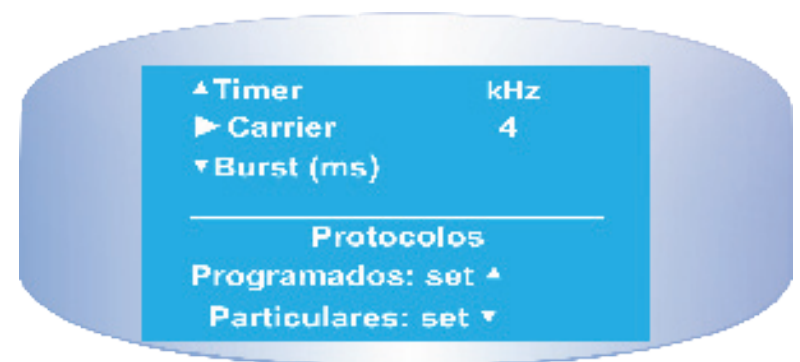 ▲Timer kHz
►Carrier 4
▼Burst (ms)
Protocolos
Programados: set ▲
Particulares: set ▼